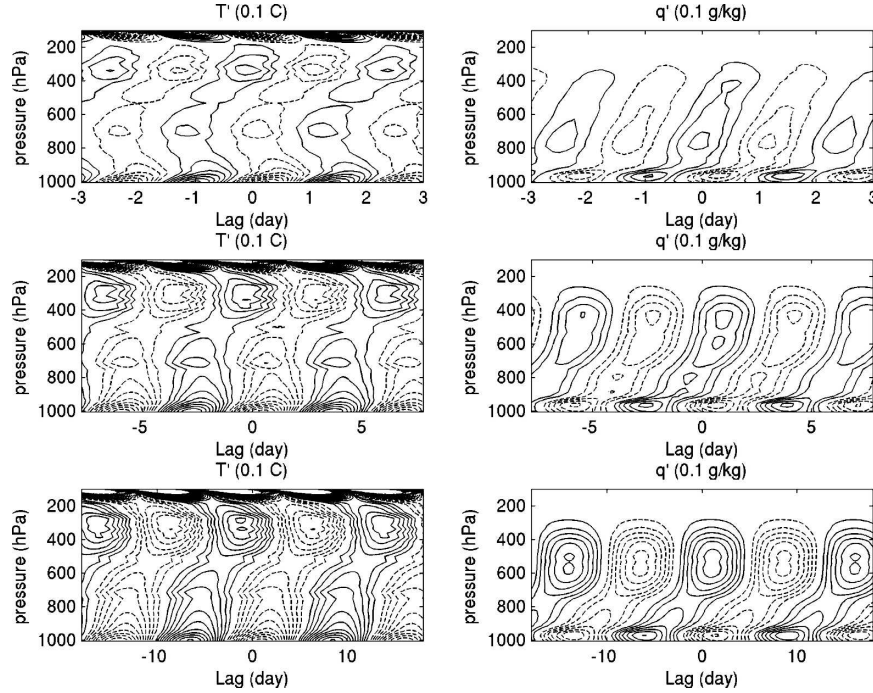 T' (0.1 C)
q' (0.1 g/kg)
pressure (hPa)
200
400
600
800
1000
-3 -2 -1 0 1 2 3
Lag (day)
pressure (hPa)
200
400
600
800
1000
-3 -2 -1 0 1 2 3
Lag (day)
T' (0.1 C)
q' (0.1 g/kg)
pressure (hPa)
200
400
600
800
1000
-5 0 5
Lag (day)
pressure (hPa)
200
400
600
800
1000
-5 0 5
Lag (day)
T' (0.1 C)
q' (0.1 g/kg)
pressure (hPa)
200
400
600
800
1000
-10 0 10
Lag (day)
pressure (hPa)
200
400
600
800
1000
-10 0 10
Lag (day)